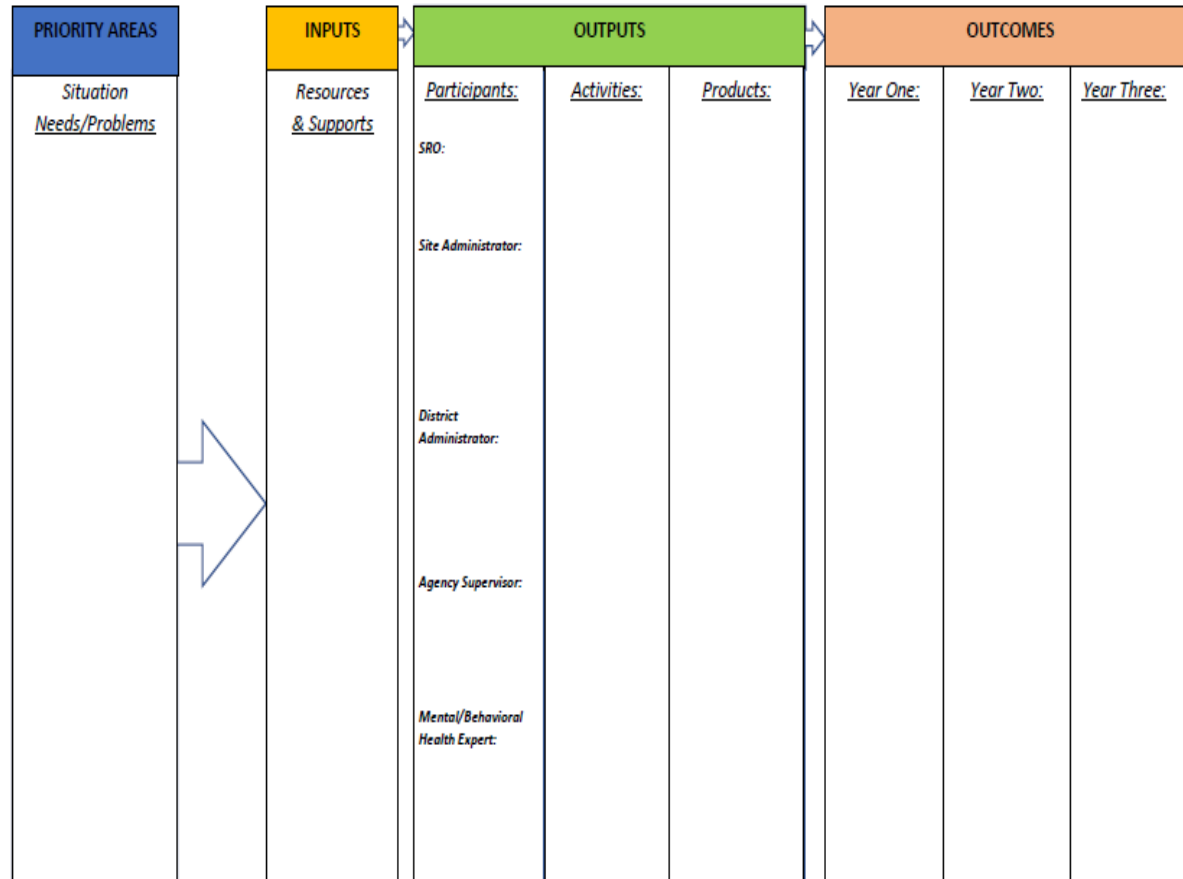 PRIORITY AREAS
Situation
Needs/Problems
INPUTS
Resources
& Supports
OUTPUTS
Participants:
SRO:
Site Administrator:
District
Administrator:
Agency Supervisor:
Mental/Behavioral
Health Expert:
Activities:
Products:
OUTCOMES
Year One:
Year Two:
Year Three: